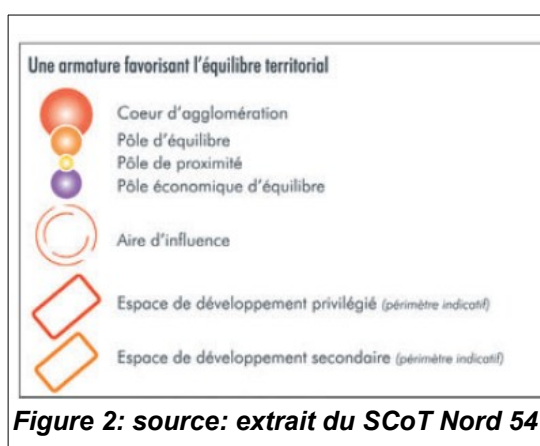 Une armature favorisant l'équilibre territorial
Coeur d'agglomération
Pôle d'équilibre
Pôle de proximité
Pôle économique d'équilibre
Aire d'influence
Espace de développement privilégié (périmètre indicatif)
Espace de développement secondaire (périmètre indicatif)
Figure 2: source: extrait du SCoT Nord 54